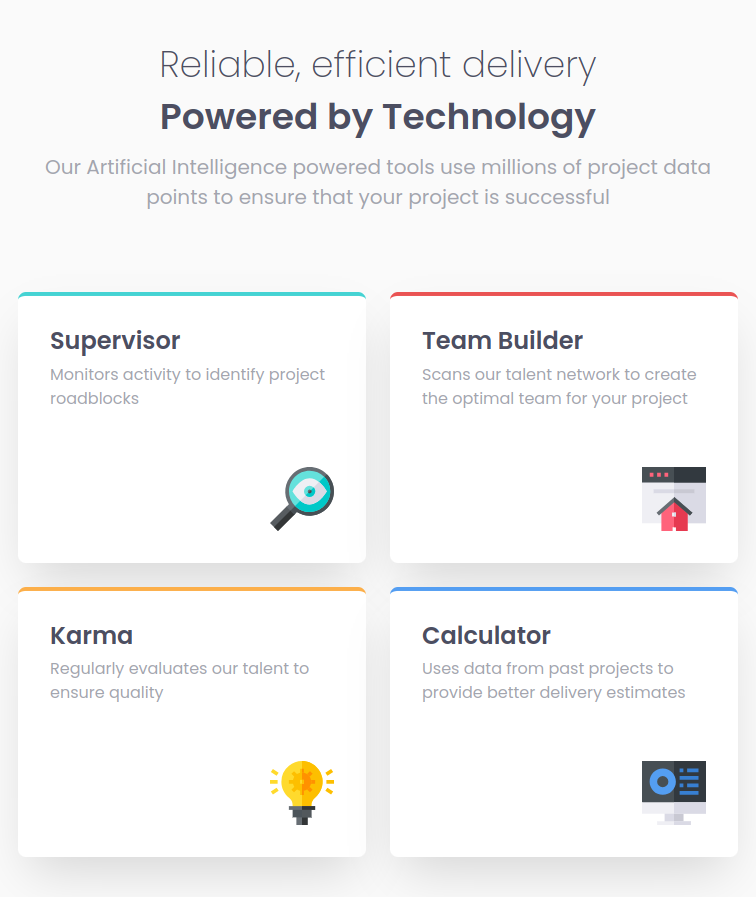 Reliable, efficient delivery
Powered by Technology
Our Artificial Intelligence powered tools use millions of project data
points to ensure that your project is successful
Supervisor
Monitors activity to identify project
roadblocks
Team Builder
Scans our talent network to create
the optimal team for your project
Karma
Regularly evaluates our talent to
ensure quality
Calculator
Uses data from past projects to
provide better delivery estimates